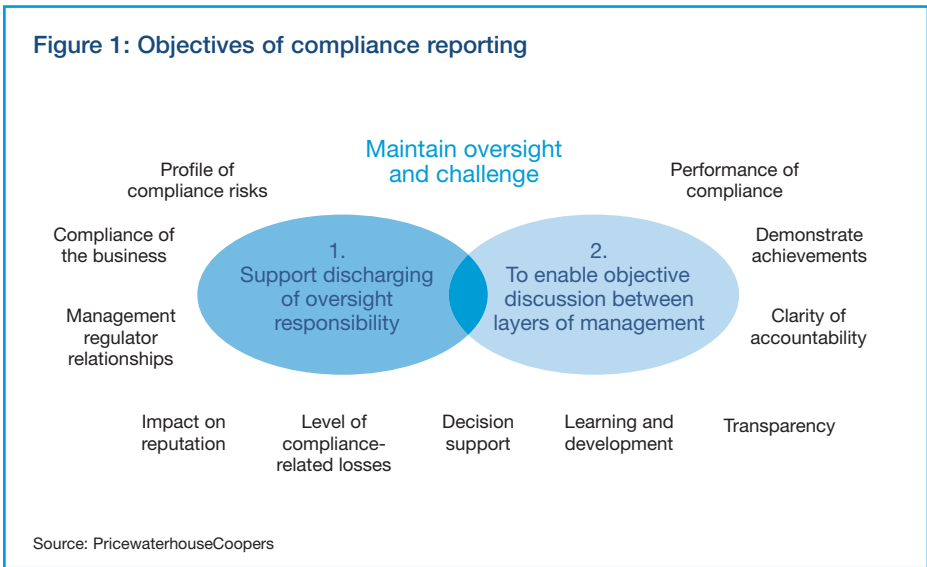 Figure 1: Objectives of compliance reporting
Maintain oversight
and challenge
Profile of
compliance risks
Performance of
compliance
Compliance of
the business
1.
Support discharging
of oversight
responsibility
2.
To enable objective
discussion between
layers of management
Demonstrate
achievements
Management
regulator
relationships
Clarity of
accountability
Impact on
reputation
Level of
compliance-
related losses
Decision
support
Learning and
development
Transparency
Source: PricewaterhouseCoopers